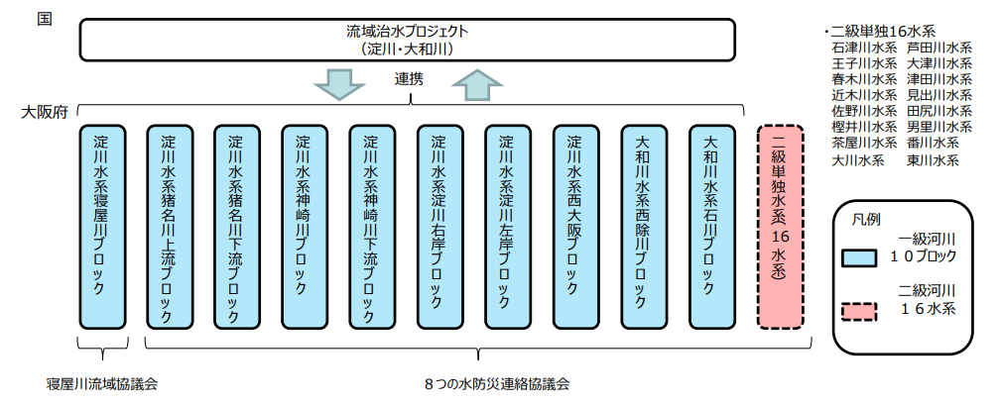 国
流域治水プロジェクト
（淀川・大和川）
連携
大阪府
淀川水系寝屋川ブロック
淀川水系猪名川上流ブロック
淀川水系猪名川下流ブロック
淀川水系神崎川ブロック
淀川水系神崎川下流ブロック
淀川水系淀川右岸ブロック
淀川水系淀川左岸ブロック
淀川水系西大阪ブロック
大和川水系西除川ブロック
大和川水系石川ブロック
二級単独水系（16水系）
寝屋川流域協議会
８つの水防災連絡協議会
・二級単独16水系
石津川水系 芦田川水系
王子川水系 大津川水系
春木川水系 津田川水系
近木川水系 見出川水系
佐野川水系 田尻川水系
樫井川水系 男里川水系
茶屋川水系 番川水系
大川水系 東川水系
凡例
一級河川
１０ブロック
二級河川
１６水系